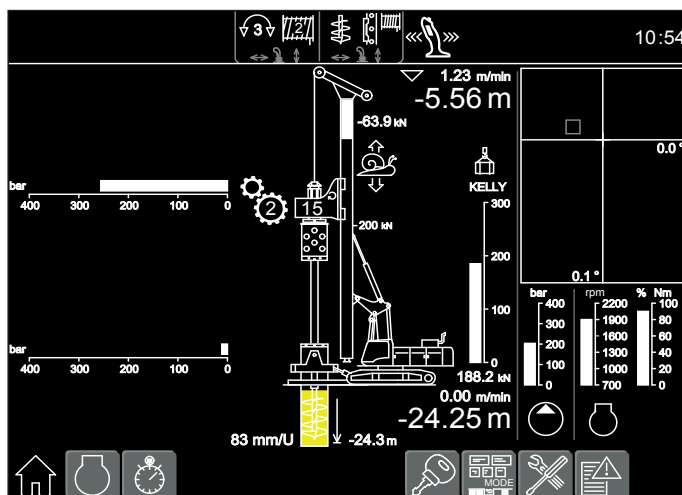 3
2
10:54
1.23 m/min
-5.56 m
-63.9 kN
0.0°
KELLY
bar
400 300 200 100 0
2
15
300
200 kN
200
100
0
0.1°
bar
400
300
200
100
0
rpm
2200
1900
1600
1300
1000
700
% Nm
100
80
60
40
20
0
bar
400 300 200 100 0
188.2 kN
0.00 m/min
-24.25 m
83 mm/U
-24.3 m
MODE